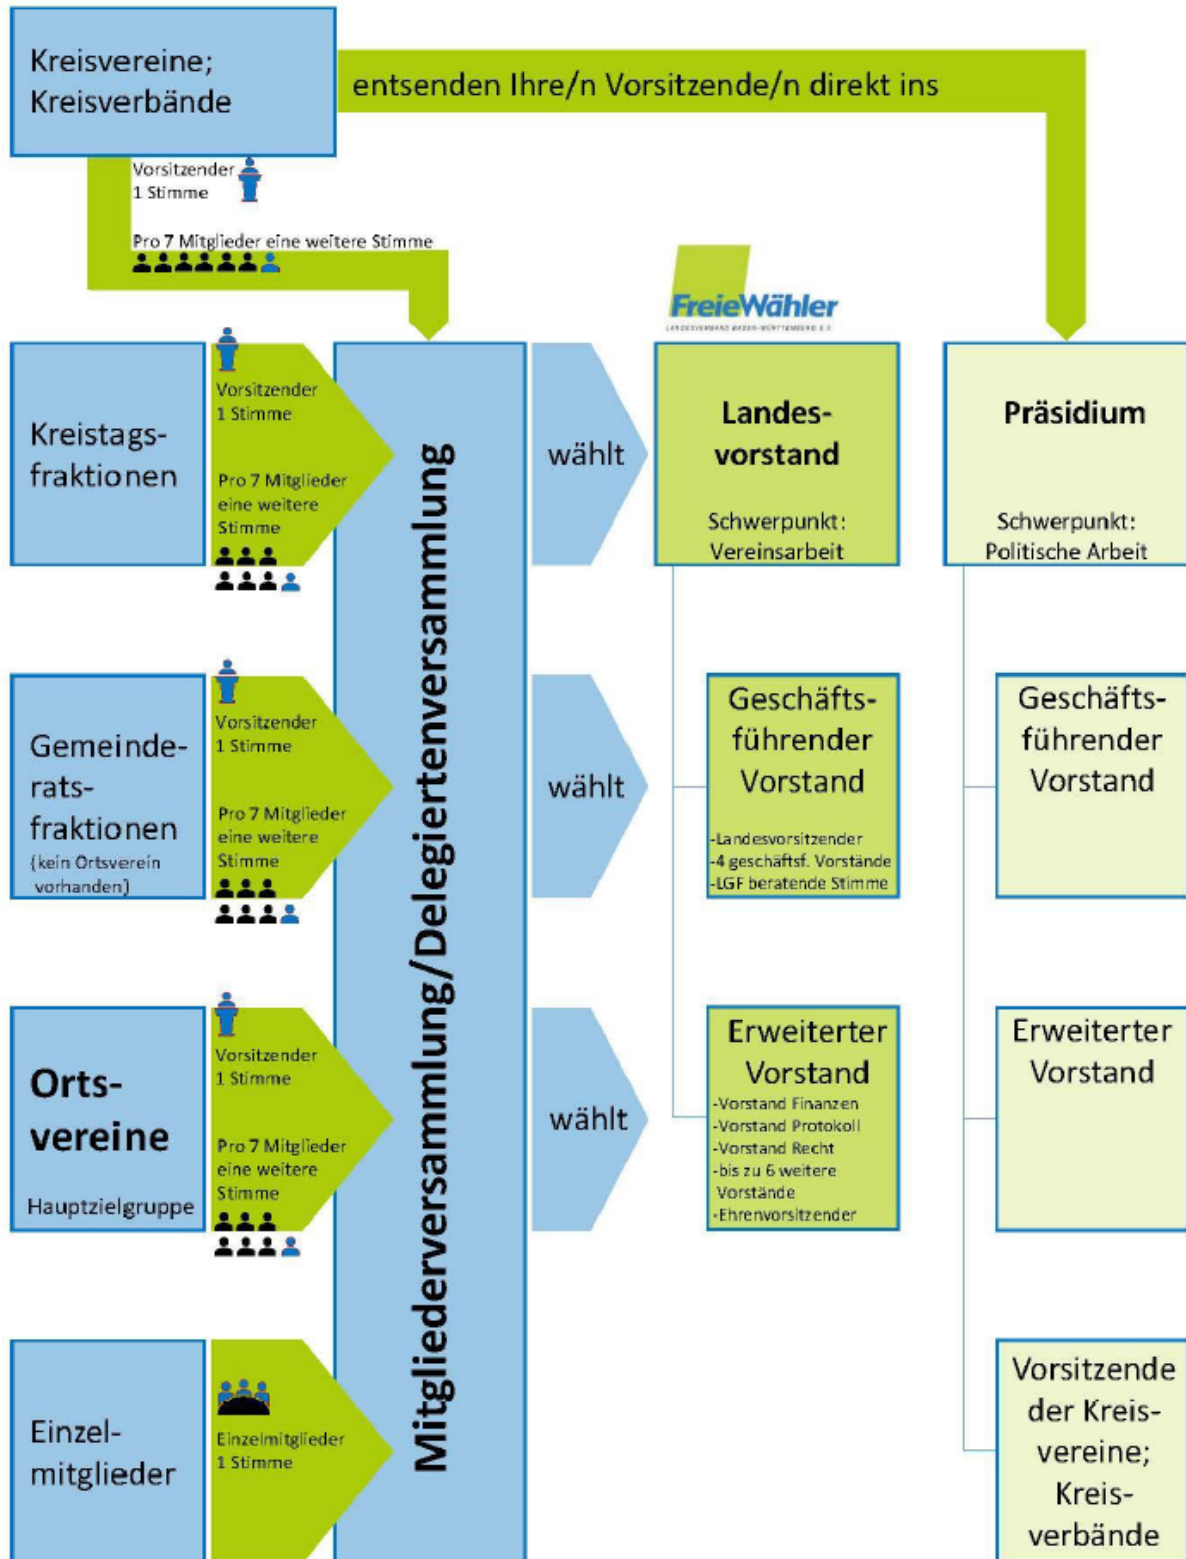 Kreisvereine;
Kreisverbände
entsenden Ihre/n Vorsitzende/n direkt ins
Vorsitzender
1 Stimme
Pro 7 Mitglieder eine weitere Stimme
FreieWähler
LANDESVERBAND BADEN-WÜRTTEMBERG E.V.
Kreistags-
fraktionen
Vorsitzender
1 Stimme
Pro 7 Mitglieder
eine weitere
Stimme
Mitgliederversammlung/Delegiertenversammlung
wählt
Landes-
vorstand
Schwerpunkt:
Vereinsarbeit
Präsidium
Schwerpunkt:
Politische Arbeit
Gemeinde-
rats-
fraktionen
(kein Ortsverein
vorhanden)
Vorsitzender
1 Stimme
Pro 7 Mitglieder
eine weitere
Stimme
wählt
Geschäfts-
führender
Vorstand
-Landesvorsitzender
-4 geschäftsf. Vorstände
-LGF beratende Stimme
Geschäfts-
führender
Vorstand
Orts-
vereine
Hauptzielgruppe
Vorsitzender
1 Stimme
Pro 7 Mitglieder
eine weitere
Stimme
wählt
Erweiterter
Vorstand
-Vorstand Finanzen
-Vorstand Protokoll
-Vorstand Recht
-bis zu 6 weitere
Vorstände
-Ehrenvorsitzender
Erweiterter
Vorstand
Einzel-
mitglieder
Einzelmitglieder
1 Stimme
Vorsitzende
der Kreis-
vereine;
Kreis-
verbände